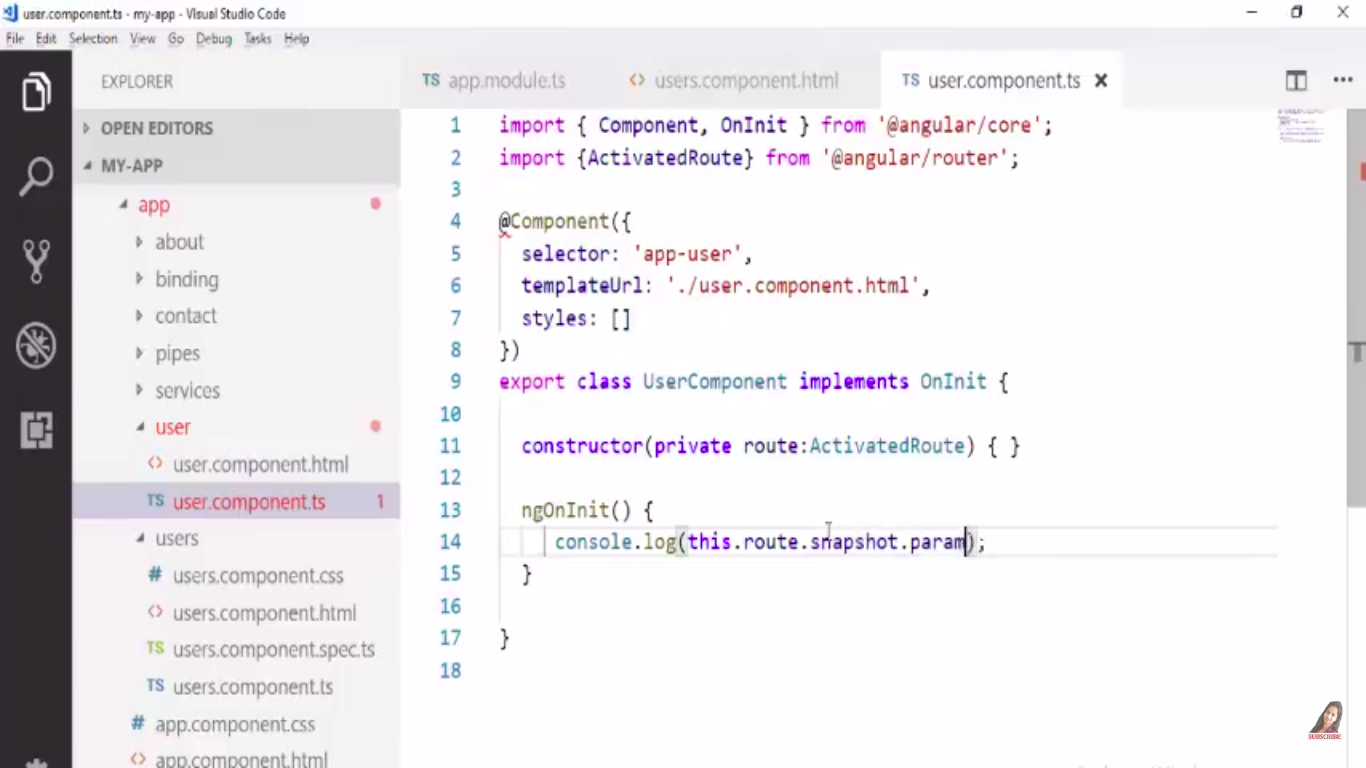 user.component.ts - my-app - Visual Studio Code
File Edit Selection View Go Debug Tasks Help
EXPLORER
OPEN EDITORS
MY-APP
app
about
binding
contact
pipes
services
user
<> user.component.html
TS user.component.ts 1
users
# users.component.css
<> users.component.html
TS users.component.spec.ts
TS users.component.ts
# app.component.css
<> app.component.html
TS app.module.ts <> users.component.html TS user.component.ts
1 import { Component, OnInit } from '@angular/core';
2 import {ActivatedRoute} from '@angular/router';
3
4 @Component({
5 selector: 'app-user',
6 templateUrl: './user.component.html',
7 styles: []
8 })
9 export class UserComponent implements OnInit {
10
11 constructor(private route:ActivatedRoute) { }
12
13 ngOnInit() {
14 console.log(this.route.snapshot.param);
15 }
16
17 }
18
SUBSCRIBE